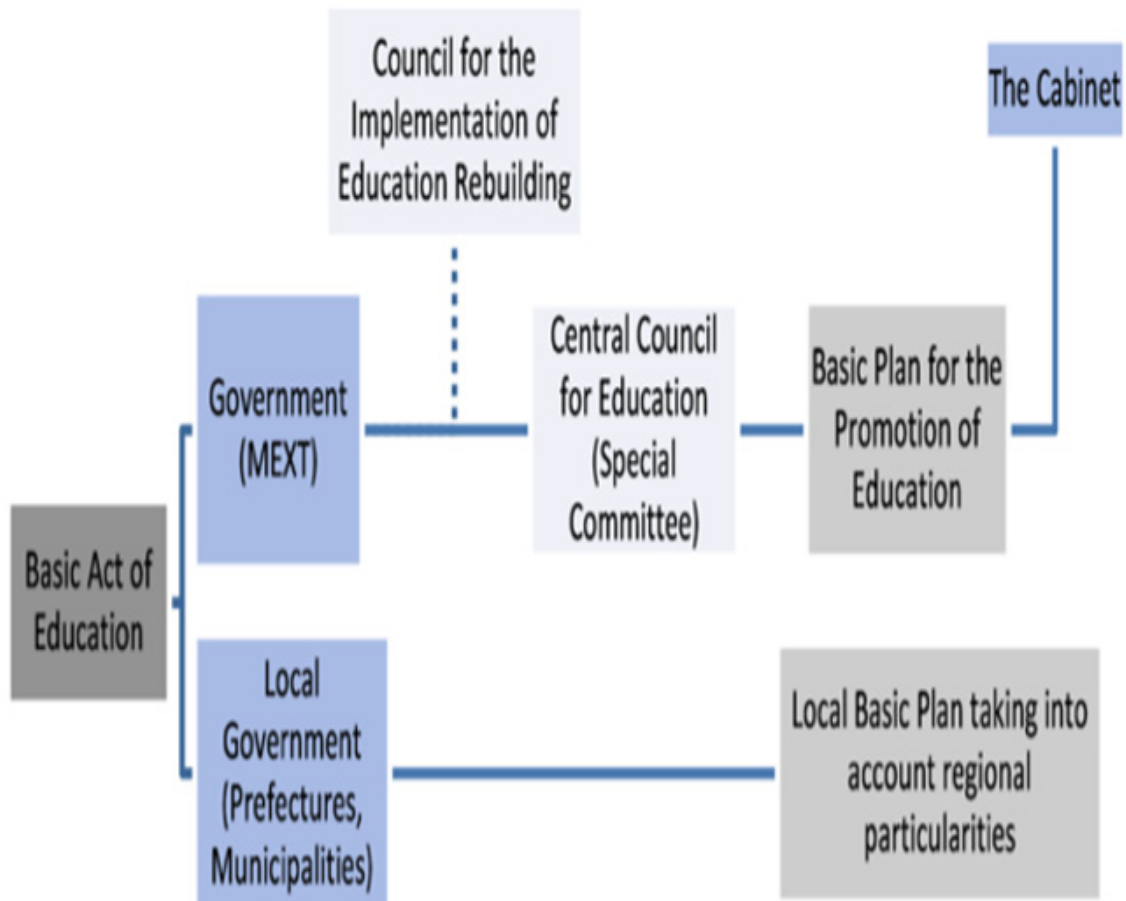 Council for the
Implementation of
Education Rebuilding
The Cabinet
Government
(MEXT)
Central Council
for Education
(Special
Committee)
Basic Plan for the
Promotion of
Education
Basic Act of
Education
Local
Government
(Prefectures,
Municipalities)
Local Basic Plan taking into
account regional
particularities